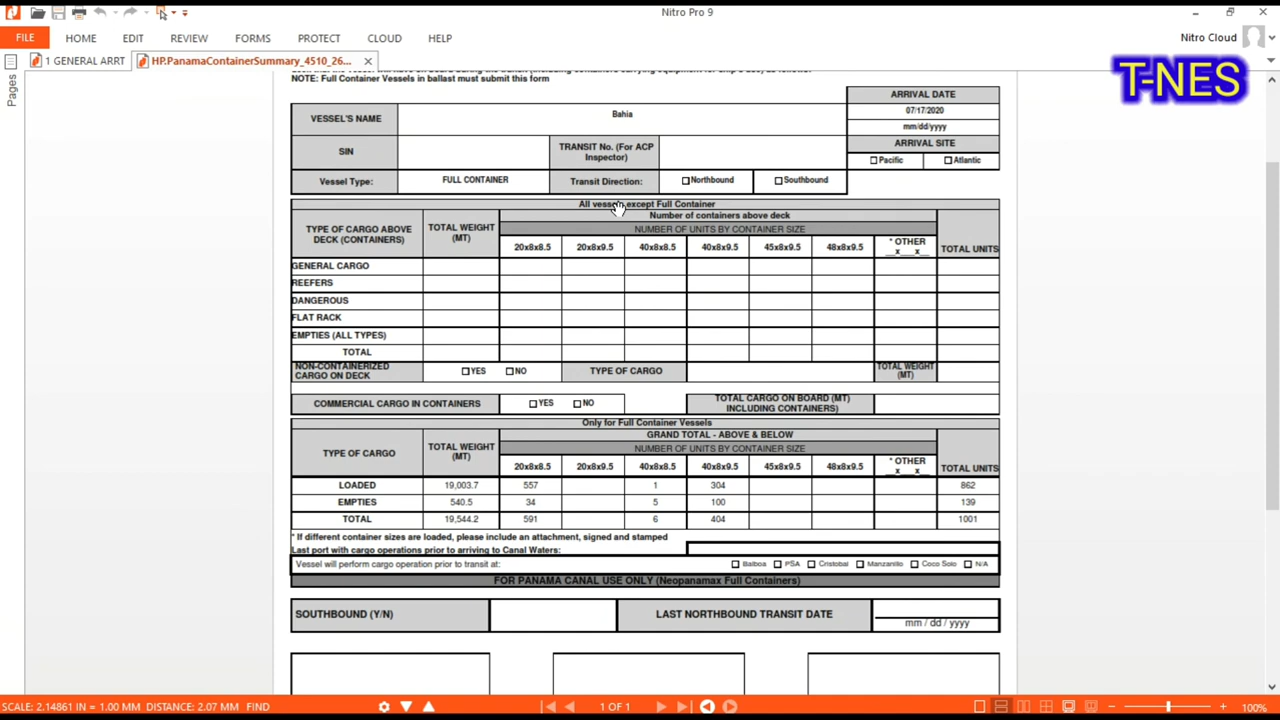 Nitro Pro 9
FILE HOME EDIT REVIEW FORMS PROTECT CLOUD HELP Nitro Cloud
1 GENERAL ARRT HP.PanamaContainerSummary_4510_26...
T-NES
Pages
NOTE: Full Container Vessels in ballast must submit this form
ARRIVAL DATE
VESSEL'S NAME Bahia 07/17/2020
mm/dd/yyyy
SIN TRANSIT No. (For ACP Inspector) ARRIVAL SITE
Pacific Atlantic
Vessel Type: FULL CONTAINER Transit Direction: Northbound Southbound
All vessels except Full Container
TYPE OF CARGO ABOVE DECK (CONTAINERS) TOTAL WEIGHT (MT) Number of containers above deck
NUMBER OF UNITS BY CONTAINER SIZE
20x8x8.5 20x8x9.5 40x8x8.5 40x8x9.5 45x8x9.5 48x8x9.5 * OTHER __x__x__ TOTAL UNITS
GENERAL CARGO
REEFERS
DANGEROUS
FLAT RACK
EMPTIES (ALL TYPES)
TOTAL
NON-CONTAINERIZED CARGO ON DECK YES NO TYPE OF CARGO TOTAL WEIGHT (MT)
COMMERCIAL CARGO IN CONTAINERS YES NO TOTAL CARGO ON BOARD (MT) INCLUDING CONTAINERS)
Only for Full Container Vessels
TYPE OF CARGO TOTAL WEIGHT (MT) GRAND TOTAL - ABOVE & BELOW
NUMBER OF UNITS BY CONTAINER SIZE
20x8x8.5 20x8x9.5 40x8x8.5 40x8x9.5 45x8x9.5 48x8x9.5 * OTHER __x__x__ TOTAL UNITS
LOADED 19,003.7 557 1 304 862
EMPTIES 540.5 34 5 100 139
TOTAL 19,544.2 591 6 404 1001
* If different container sizes are loaded, please include an attachment, signed and stamped
Last port with cargo operations prior to arriving to Canal Waters:
Vessel will perform cargo operation prior to transit at: Balboa PSA Cristobal Manzanillo Coco Solo N/A
FOR PANAMA CANAL USE ONLY (Neopanamax Full Containers)
SOUTHBOUND (Y/N) LAST NORTHBOUND TRANSIT DATE
mm / dd / yyyy
SCALE: 2.14861 IN = 1.00 MM DISTANCE: 2.07 MM FIND 1 OF 1 100%